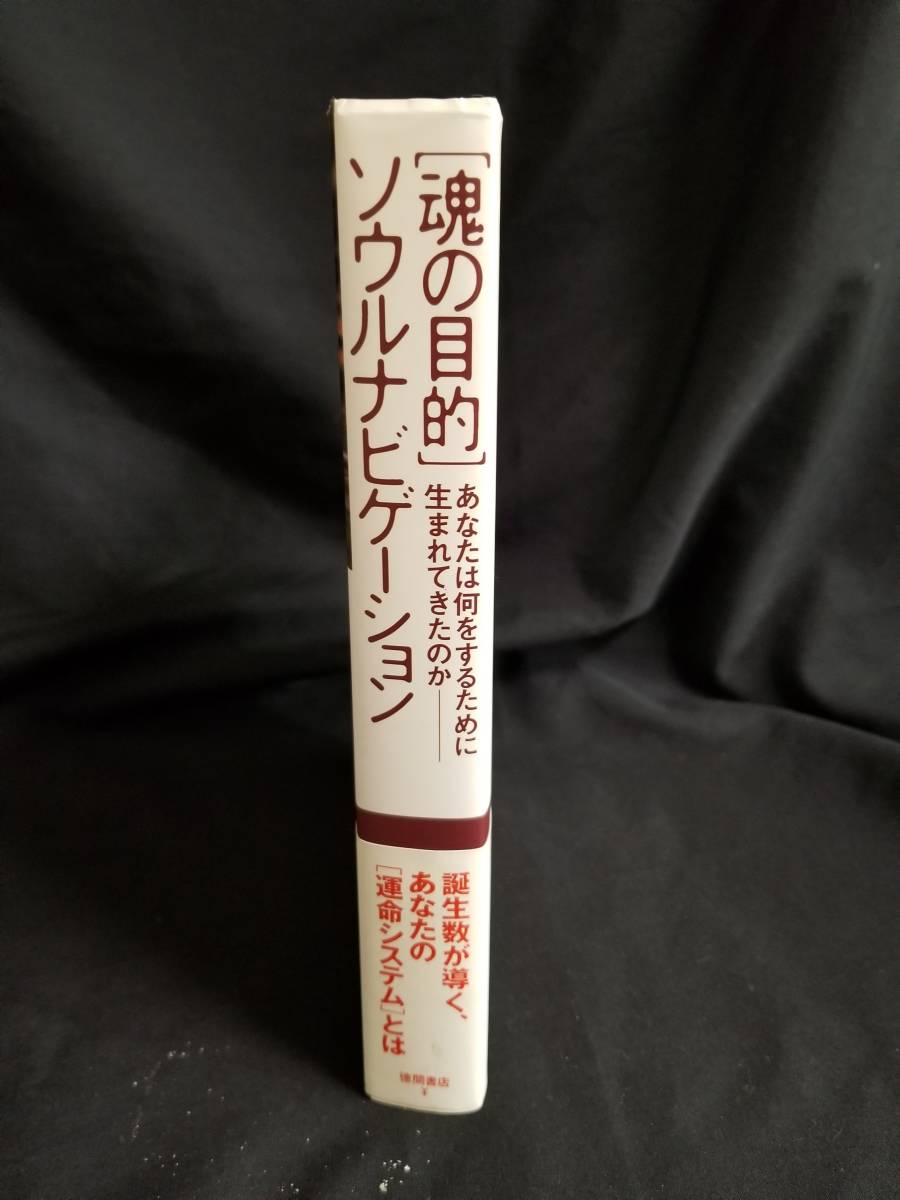 [魂の目的]
ソウルナビゲーション
あなたは何をするために
生まれてきたのか――
誕生数が導く、
あなたの
[運命システム]とは
徳間書店